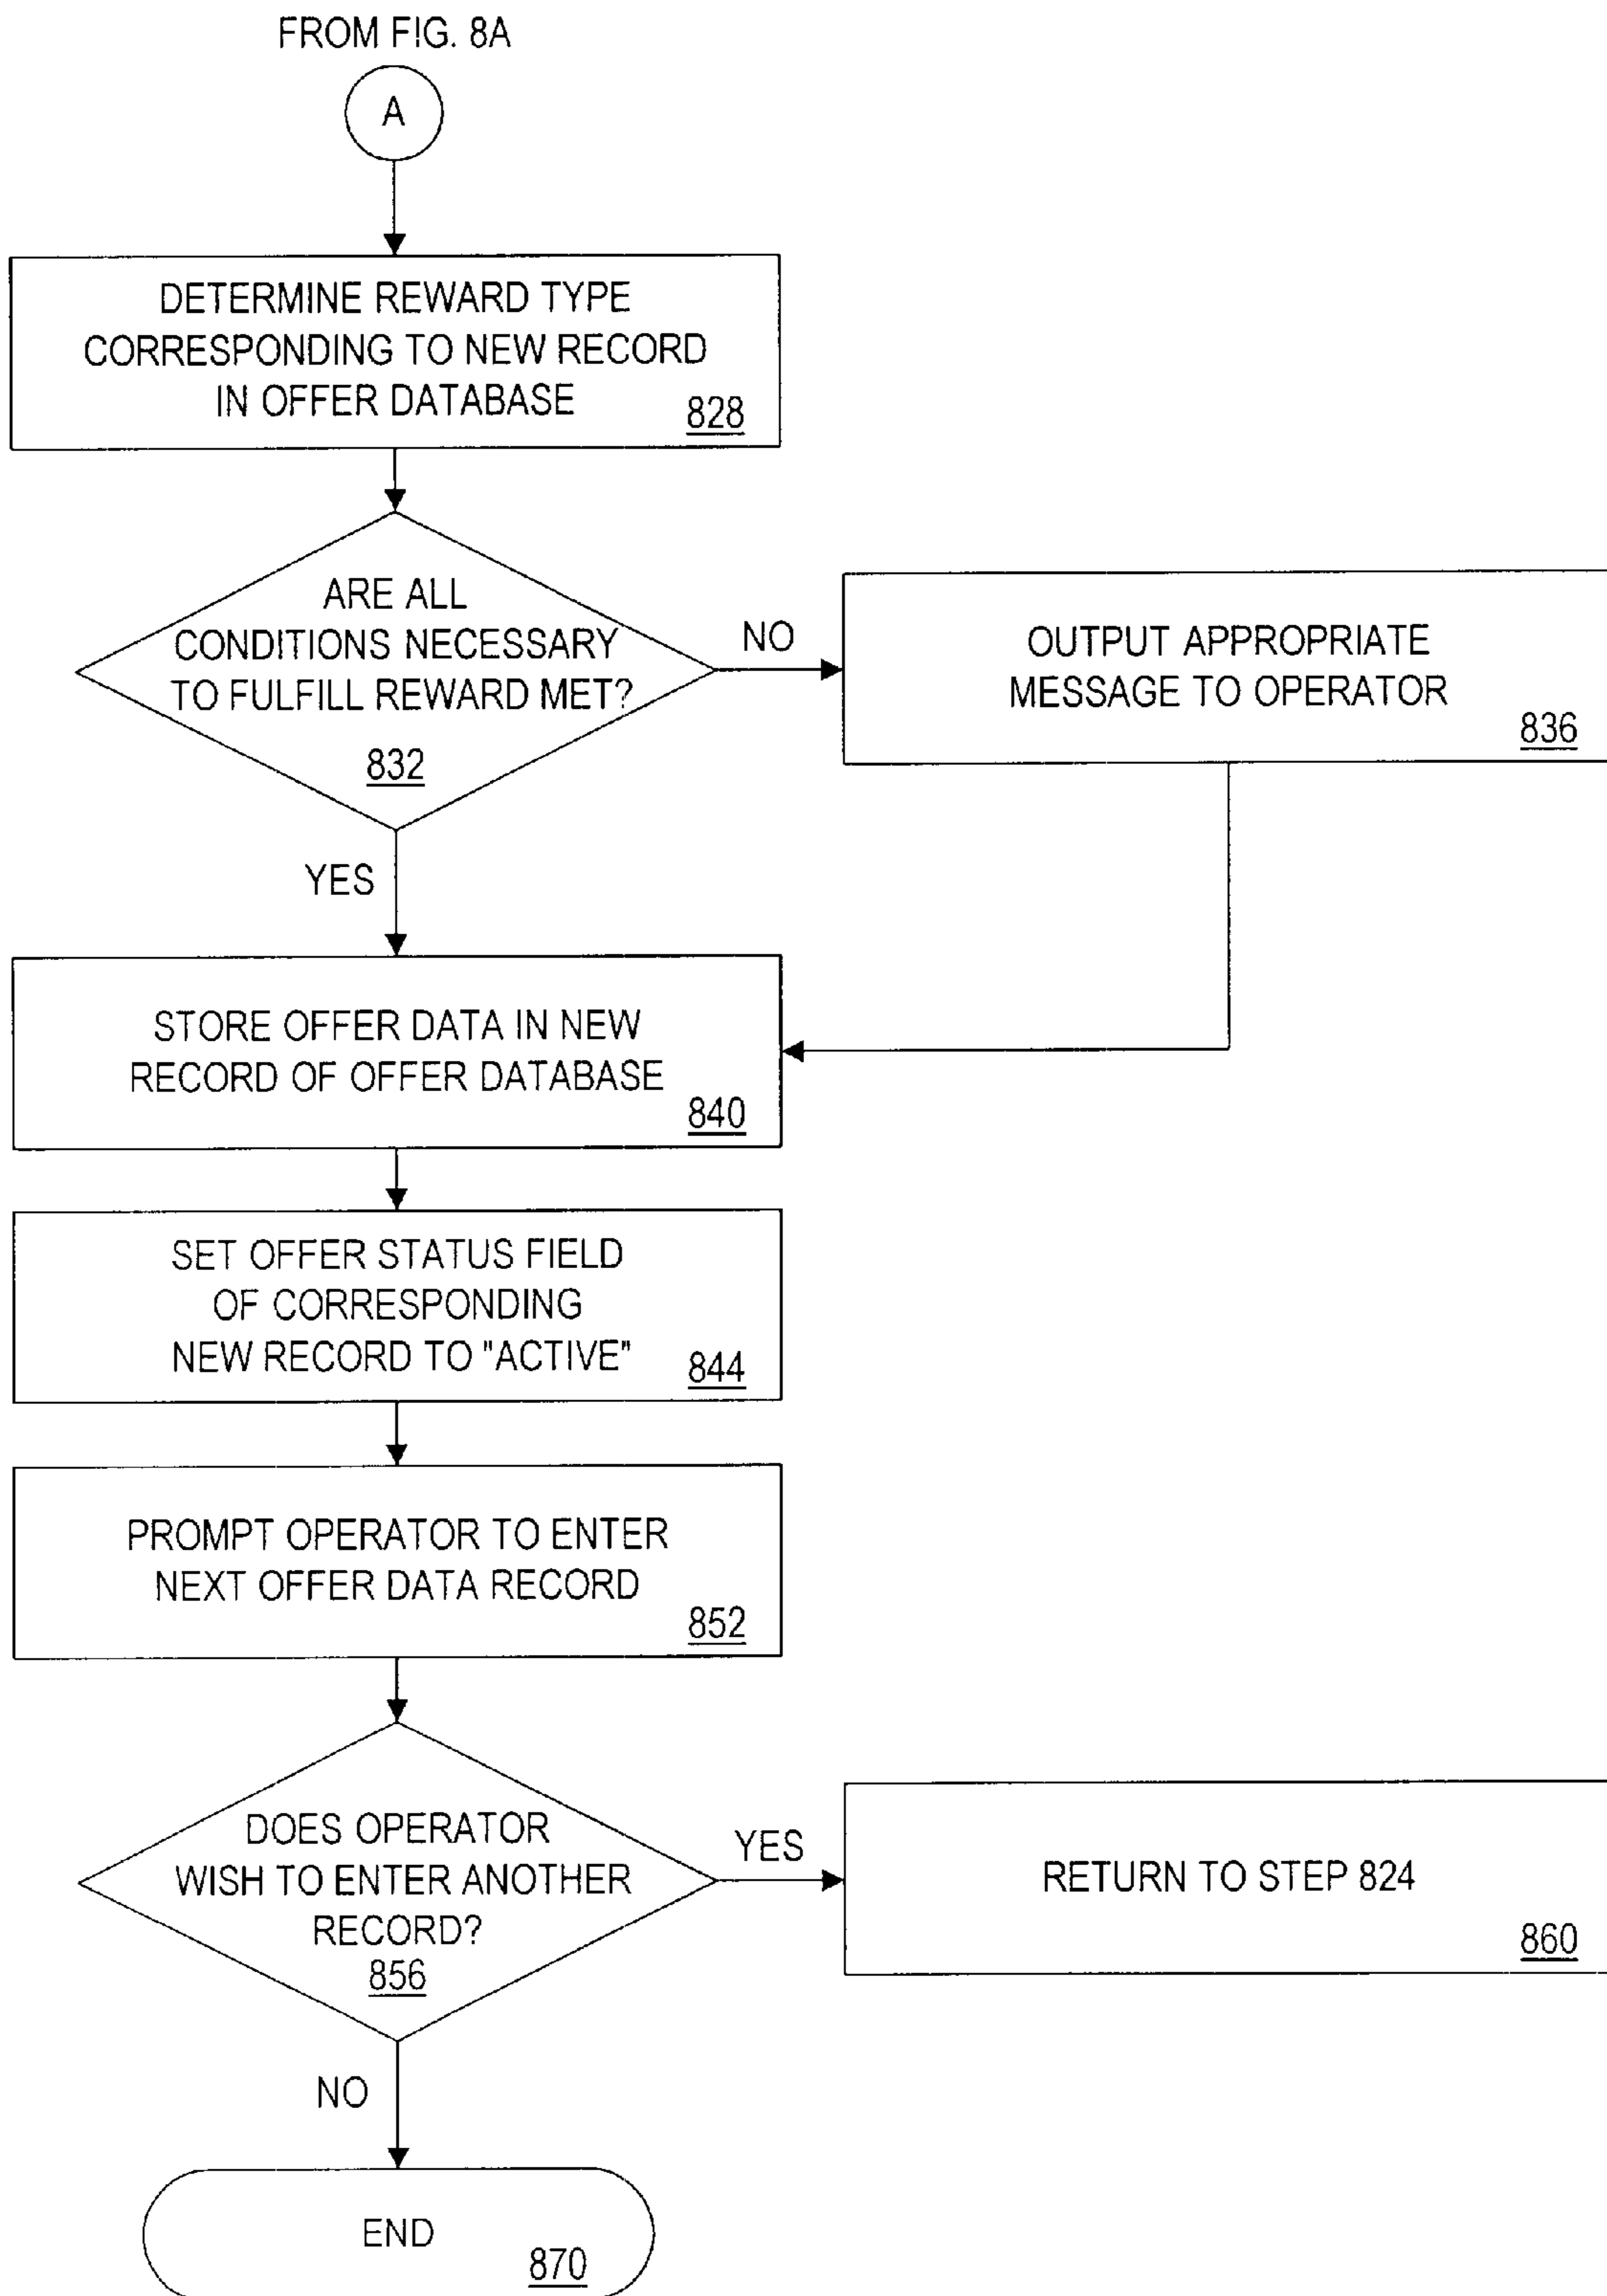 FROM FIG. 8A
A
DETERMINE REWARD TYPE
CORRESPONDING TO NEW RECORD
IN OFFER DATABASE
828
ARE ALL
CONDITIONS NECESSARY
TO FULFILL REWARD MET?
832
NO
OUTPUT APPROPRIATE
MESSAGE TO OPERATOR
836
YES
STORE OFFER DATA IN NEW
RECORD OF OFFER DATABASE
840
SET OFFER STATUS FIELD
OF CORRESPONDING
NEW RECORD TO "ACTIVE"
844
PROMPT OPERATOR TO ENTER
NEXT OFFER DATA RECORD
852
DOES OPERATOR
WISH TO ENTER ANOTHER
RECORD?
856
YES
RETURN TO STEP 824
860
NO
END
870